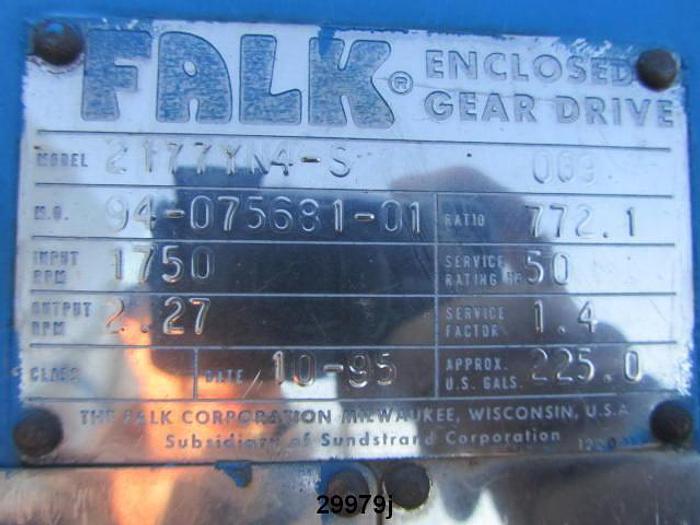 FALK® ENCLOSED GEAR DRIVE
MODEL 2177YN4-S
M.O. 94-075681-01 RATIO 772.1
INPUT RPM 1750 SERVICE RATING HP 50
OUTPUT RPM 2.27 SERVICE FACTOR 1.4
CLASS DATE 10-95 APPROX. U.S. GALS. 225.0
THE FALK CORPORATION MILWAUKEE, WISCONSIN, U.S.A.
Subsidiary of Sundstrand Corporation
29979j